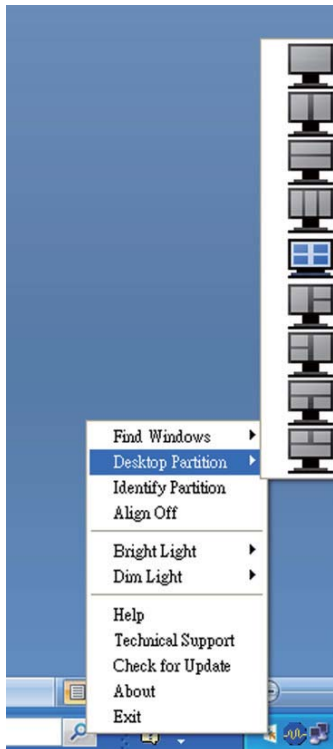 Find Windows
Desktop Partition
Identify Partition
Align Off
Bright Light
Dim Light
Help
Technical Support
Check for Update
About
Exit